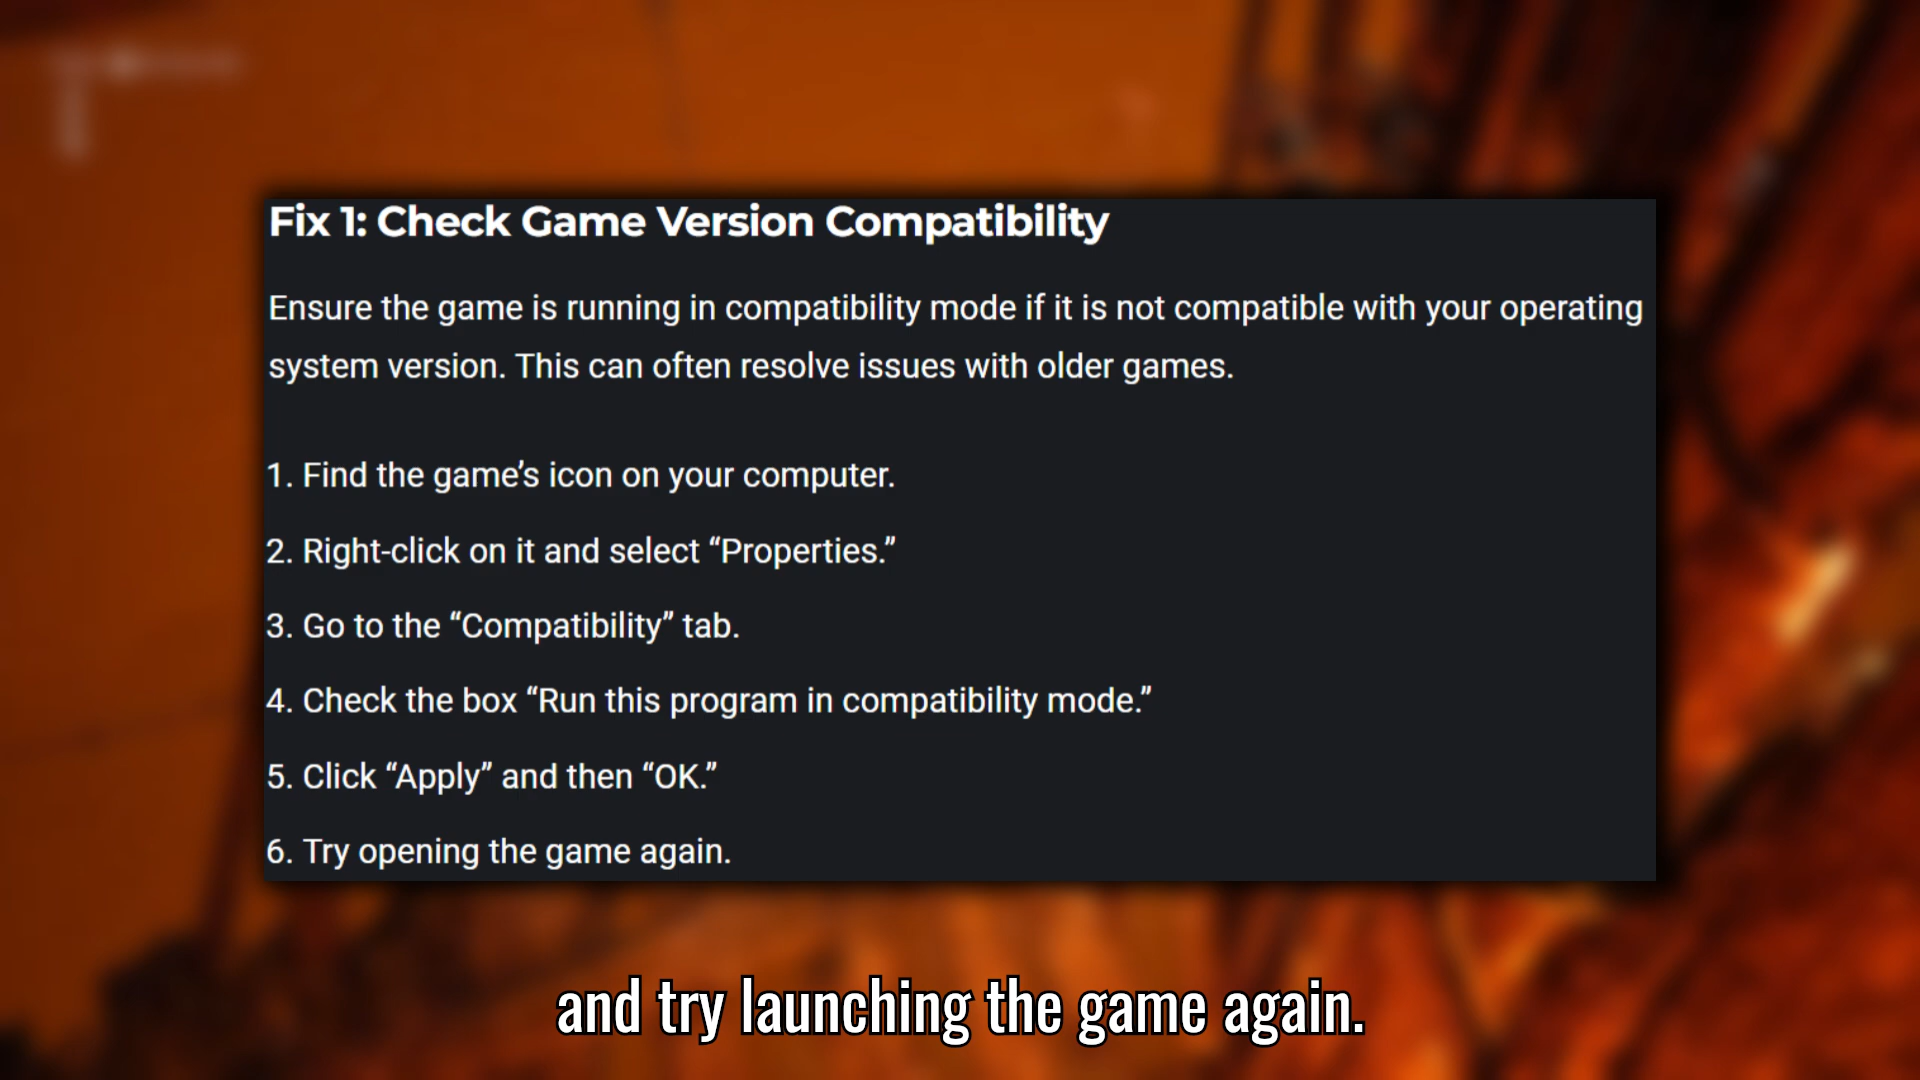 Fix 1: Check Game Version Compatibility
Ensure the game is running in compatibility mode if it is not compatible with your operating
system version. This can often resolve issues with older games.
1. Find the game’s icon on your computer.
2. Right-click on it and select “Properties.”
3. Go to the “Compatibility” tab.
4. Check the box “Run this program in compatibility mode.”
5. Click “Apply” and then “OK.”
6. Try opening the game again.
and try launching the game again.